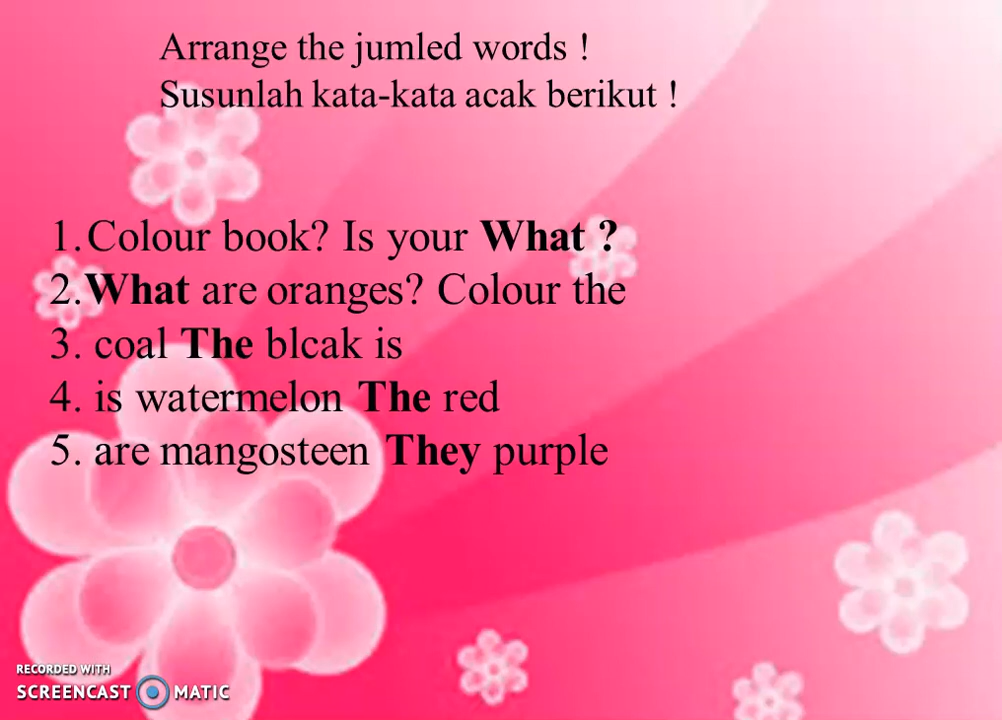 Arrange the jumled words !
Susunlah kata-kata acak berikut !
1. Colour book? Is your What ?
2. What are oranges? Colour the
3. coal The blcak is
4. is watermelon The red
5. are mangosteen They purple
RECORDED WITH
SCREENCAST MATIC